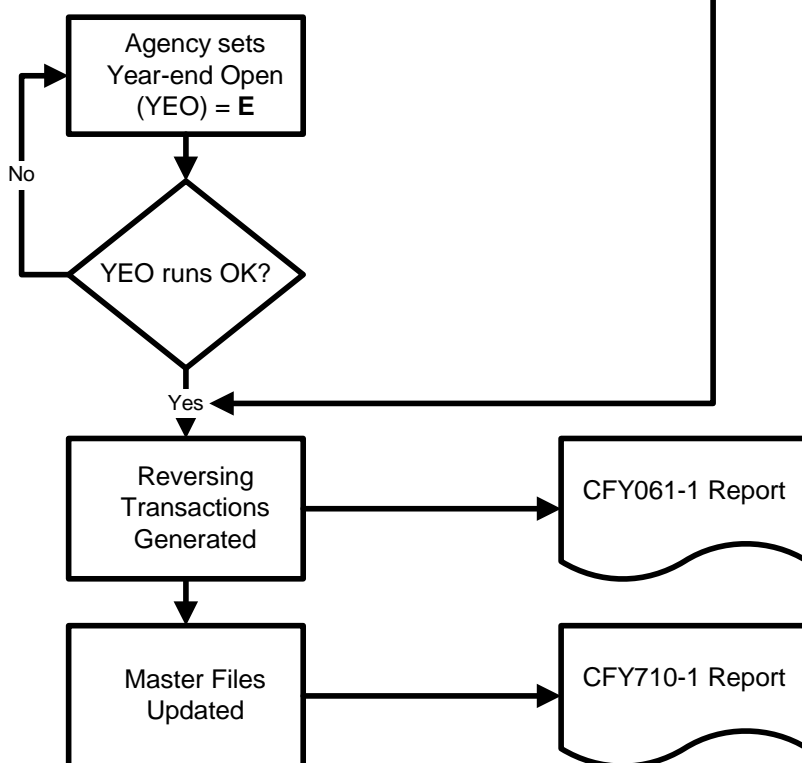 Agency sets
Year-end Open
(YEO) = E
No
YEO runs OK?
Yes
Reversing
Transactions
Generated
CFY061-1 Report
Master Files
Updated
CFY710-1 Report